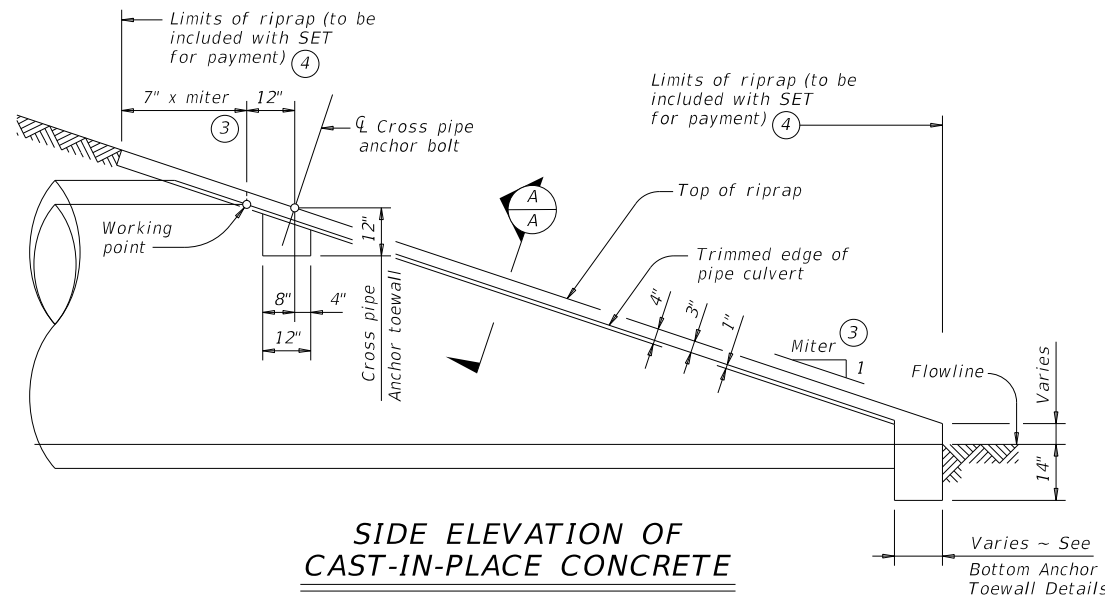 Limits of riprap (to be
included with SET
for payment) 4
7" x miter
12"
3
℄ Cross pipe
anchor bolt
Limits of riprap (to be
included with SET
for payment) 4
A
A
Top of riprap
Working
point
12"
Trimmed edge of
pipe culvert
8"
4"
12"
Cross pipe
Anchor toewall
4"
3"
1"
Miter 3
1
Flowline
Varies
14"
SIDE ELEVATION OF
CAST-IN-PLACE CONCRETE
Varies ~ See
Bottom Anchor
Toewall Details